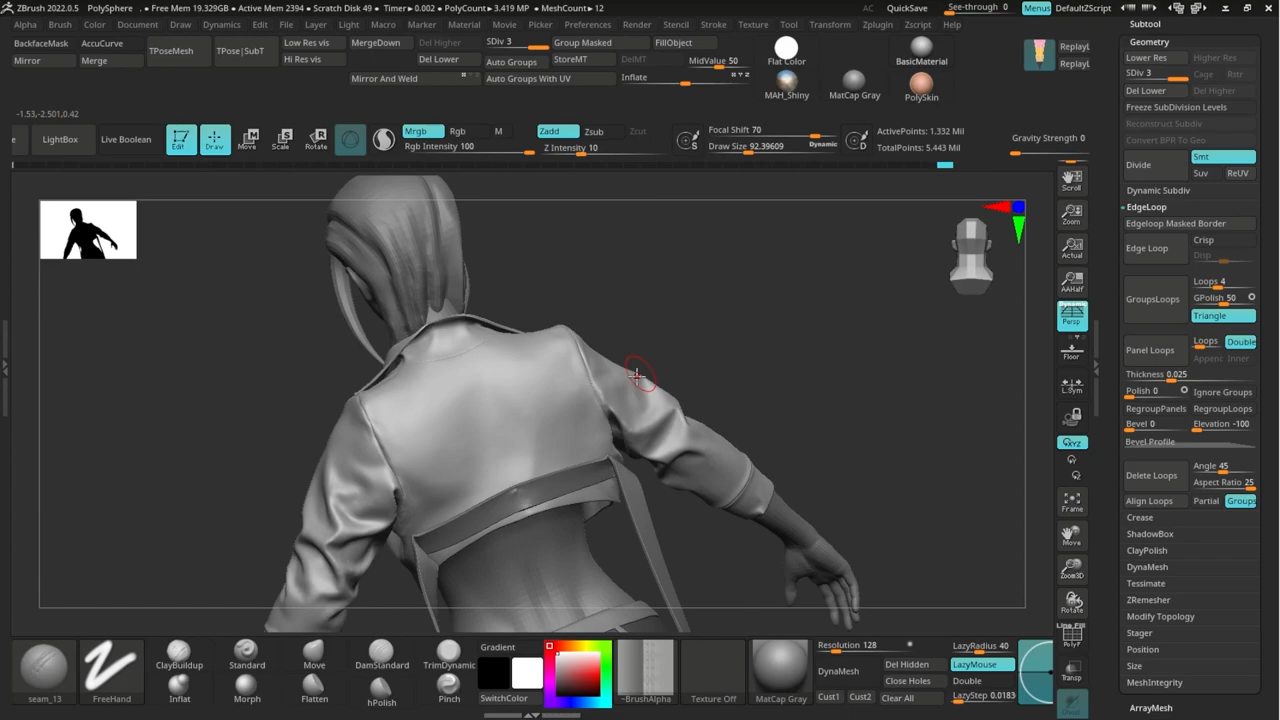 ZBrush 2022.0.5 PolySphere . ● Free Mem 19.329GB ● Active Mem 2394 ● Scratch Disk 49 ● Timer▸0.002 ● PolyCount▸3.419 MP ● MeshCount▸12 AC QuickSave See-through 0 Menus DefaultZScript
Alpha Brush Color Document Draw Dynamics Edit File Layer Light Macro Marker Material Movie Picker Preferences Render Stencil Stroke Texture Tool Transform Zplugin Zscript Help
BackfaceMask AccuCurve TPoseMesh TPose|SubT Low Res vis MergeDown Del Higher SDiv 3 Group Masked FillObject
Mirror Merge Hi Res vis Del Lower Auto Groups StoreMT DelMT MidValue 50
Mirror And Weld Auto Groups With UV Inflate
Flat Color BasicMaterial
MAH_Shiny MatCap Gray PolySkin
ReplayL
ReplayL
-1.53,-2.501,0.42
e LightBox Live Boolean Edit Draw Move Scale Rotate
Mrgb Rgb M Zadd Zsub Zcut Focal Shift 70 ActivePoints: 1.332 Mil Gravity Strength 0
Rgb Intensity 100 Z Intensity 10 S Draw Size 92.39609 Dynamic D TotalPoints: 5.443 Mil
Scroll
Zoom
Actual
AAHalf
Dynamic
Persp
Floor
L.Sym
XYZ
Frame
Move
Zoom3D
Rotate
Line Fill
PolyF
Transp
Subtool
Geometry
Lower Res Higher Res
SDiv 3 Cage Rstr
Del Lower Del Higher
Freeze SubDivision Levels
Reconstruct Subdiv
Convert BPR To Geo
Divide Smt
Suv ReUV
Dynamic Subdiv
EdgeLoop
Edgeloop Masked Border
Edge Loop Crisp
Disp
GroupsLoops Loops 4
GPolish 50
Triangle
Panel Loops Loops Double
Append Inner
Thickness 0.025
Polish 0 Ignore Groups
RegroupPanels RegroupLoops
Bevel 0 Elevation -100
Bevel Profile
Delete Loops Angle 45
Aspect Ratio 25
Align Loops Partial Groups
Crease
ShadowBox
ClayPolish
DynaMesh
Tessimate
ZRemesher
Modify Topology
Stager
Position
Size
MeshIntegrity
ArrayMesh
seam_13 FreeHand
ClayBuildup Standard Move DamStandard TrimDynamic
Inflat Morph Flatten hPolish Pinch
Gradient
SwitchColor
~BrushAlpha Texture Off MatCap Gray
Resolution 128 LazyRadius 40
DynaMesh Del Hidden LazyMouse
Close Holes Double
Cust1 Cust2 Clear All LazyStep 0.0183